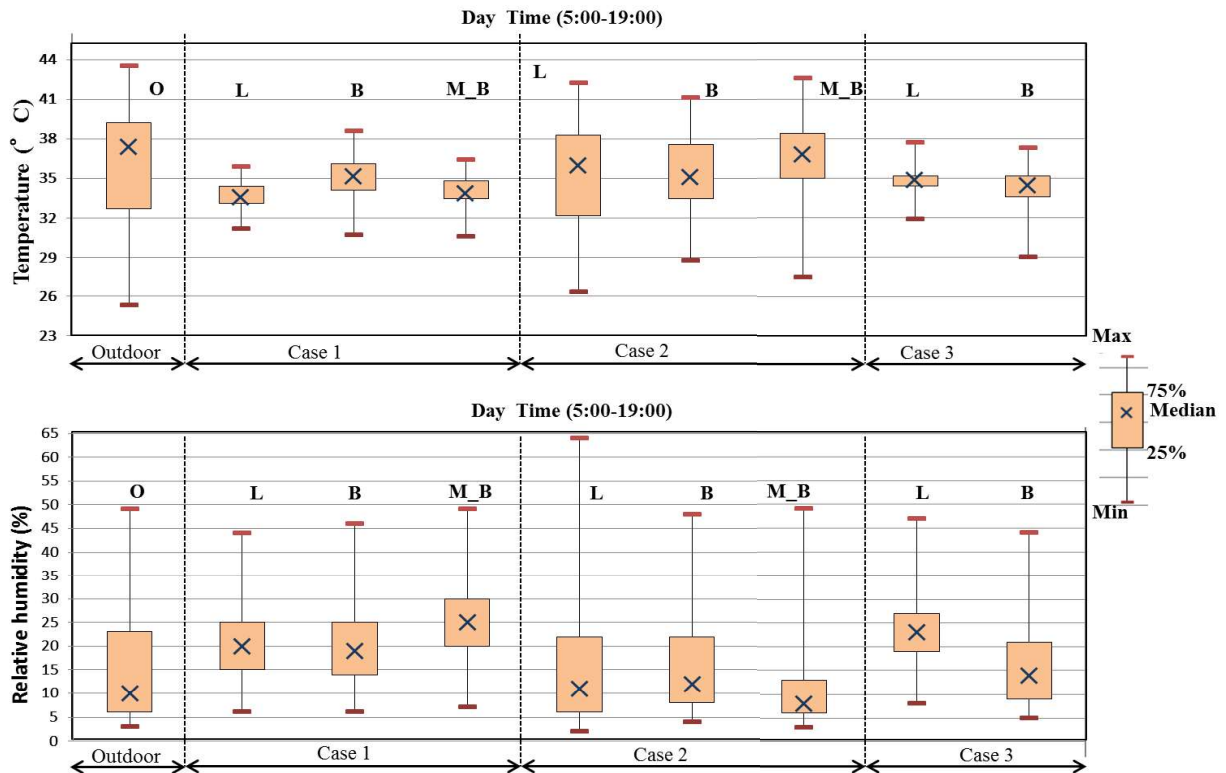 Day Time (5:00-19:00)
Temperature (° C)
44
41
38
35
32
29
26
23
O
L
B
M_B
L
B
M_B
L
B
Outdoor
Case 1
Case 2
Case 3
Max
75%
Median
25%
Min
Day Time (5:00-19:00)
Relative humidity (%)
65
60
55
50
45
40
35
30
25
20
15
10
5
0
O
L
B
M_B
L
B
M_B
L
B
Outdoor
Case 1
Case 2
Case 3